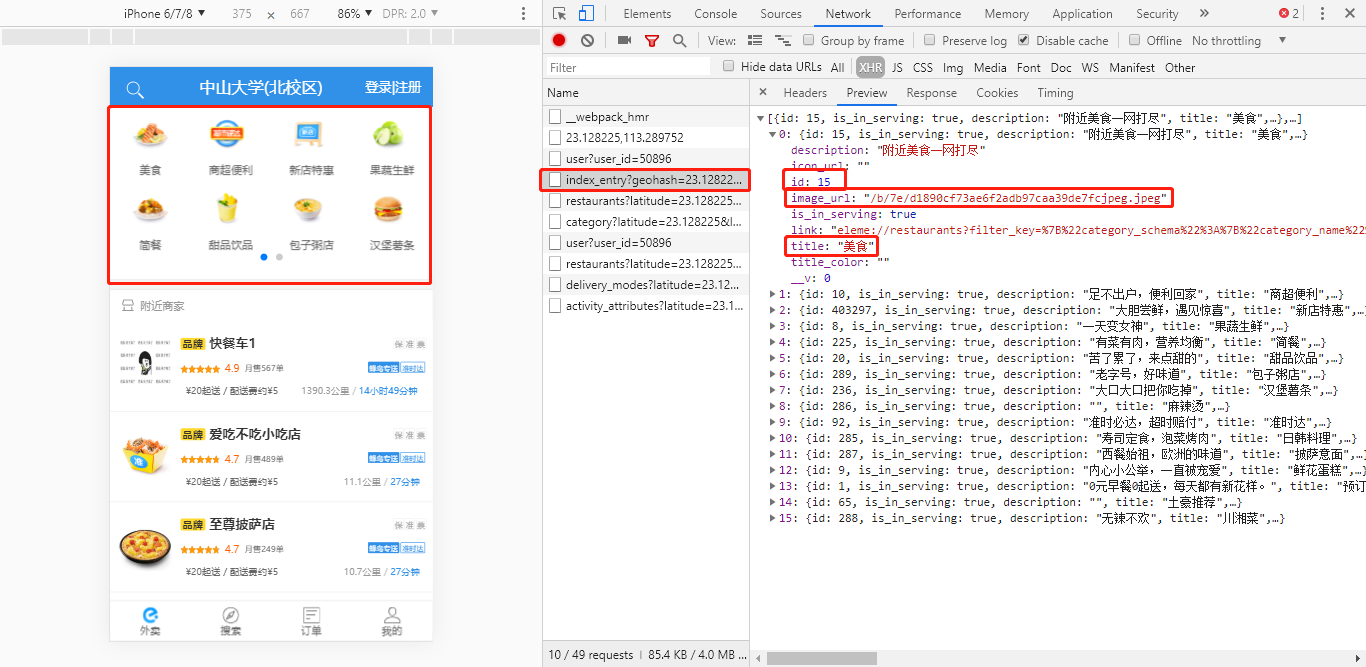 iPhone 6/7/8 ▼ 375 × 667 86% ▼ DPR: 2.0 ▼
中山大学(北校区) 登录|注册
美食 商超便利 新店特惠 果蔬生鲜
简餐 甜品饮品 包子粥店 汉堡薯条
附近商家
品牌 快餐车1 保 准 票
4.9 月售567单 蜂鸟专送 准时达
¥20起送 / 配送费约¥5 1390.3公里 / 14小时49分钟
品牌 爱吃不吃小吃店 保 准 票
4.7 月售489单 蜂鸟专送 准时达
¥20起送 / 配送费约¥5 11.1公里 / 27分钟
品牌 至尊披萨店 保 准 票
4.7 月售249单 蜂鸟专送 准时达
¥20起送 / 配送费约¥5 10.7公里 / 27分钟
外卖 搜索 订单 我的
Elements Console Sources Network Performance Memory Application Security » 2
View: Group by frame Preserve log Disable cache Offline No throttling ▼
Filter Hide data URLs All XHR JS CSS Img Media Font Doc WS Manifest Other
Name
__webpack_hmr
23.128225,113.289752
user?user_id=50896
index_entry?geohash=23.12822...
restaurants?latitude=23.128225...
category?latitude=23.128225&l...
user?user_id=50896
restaurants?latitude=23.128225...
delivery_modes?latitude=23.12...
activity_attributes?latitude=23.1...
10 / 49 requests | 85.4 KB / 4.0 MB ...
× Headers Preview Response Cookies Timing
▼[{id: 15, is_in_serving: true, description: "附近美食一网打尽", title: "美食",…},…]
▼0: {id: 15, is_in_serving: true, description: "附近美食一网打尽", title: "美食",…}
description: "附近美食一网打尽"
icon_url: ""
id: 15
image_url: "/b/7e/d1890cf73ae6f2adb97caa39de7fcjpeg.jpeg"
is_in_serving: true
link: "eleme://restaurants?filter_key=%7B%22category_schema%22%3A%7B%22category_name%22%
title: "美食"
title_color: ""
__v: 0
▶1: {id: 10, is_in_serving: true, description: "足不出户，便利回家", title: "商超便利",…}
▶2: {id: 403297, is_in_serving: true, description: "大胆尝鲜，遇见惊喜", title: "新店特惠",…
▶3: {id: 8, is_in_serving: true, description: "一天变女神", title: "果蔬生鲜",…}
▶4: {id: 225, is_in_serving: true, description: "有菜有肉，营养均衡", title: "简餐",…}
▶5: {id: 20, is_in_serving: true, description: "苦了累了，来点甜的", title: "甜品饮品",…}
▶6: {id: 289, is_in_serving: true, description: "老字号，好味道", title: "包子粥店",…}
▶7: {id: 236, is_in_serving: true, description: "大口大口把你吃掉", title: "汉堡薯条",…}
▶8: {id: 286, is_in_serving: true, description: "", title: "麻辣烫",…}
▶9: {id: 92, is_in_serving: true, description: "准时必达，超时赔付", title: "准时达",…}
▶10: {id: 285, is_in_serving: true, description: "寿司定食，泡菜烤肉", title: "日韩料理",…}
▶11: {id: 287, is_in_serving: true, description: "西餐始祖，欧洲的味道", title: "披萨意面",…}
▶12: {id: 9, is_in_serving: true, description: "内心小公举，一直被宠爱", title: "鲜花蛋糕",…}
▶13: {id: 1, is_in_serving: true, description: "0元早餐0起送，每天都有新花样。", title: "预订
▶14: {id: 65, is_in_serving: true, description: "", title: "土豪推荐",…}
▶15: {id: 288, is_in_serving: true, description: "无辣不欢", title: "川湘菜",…}